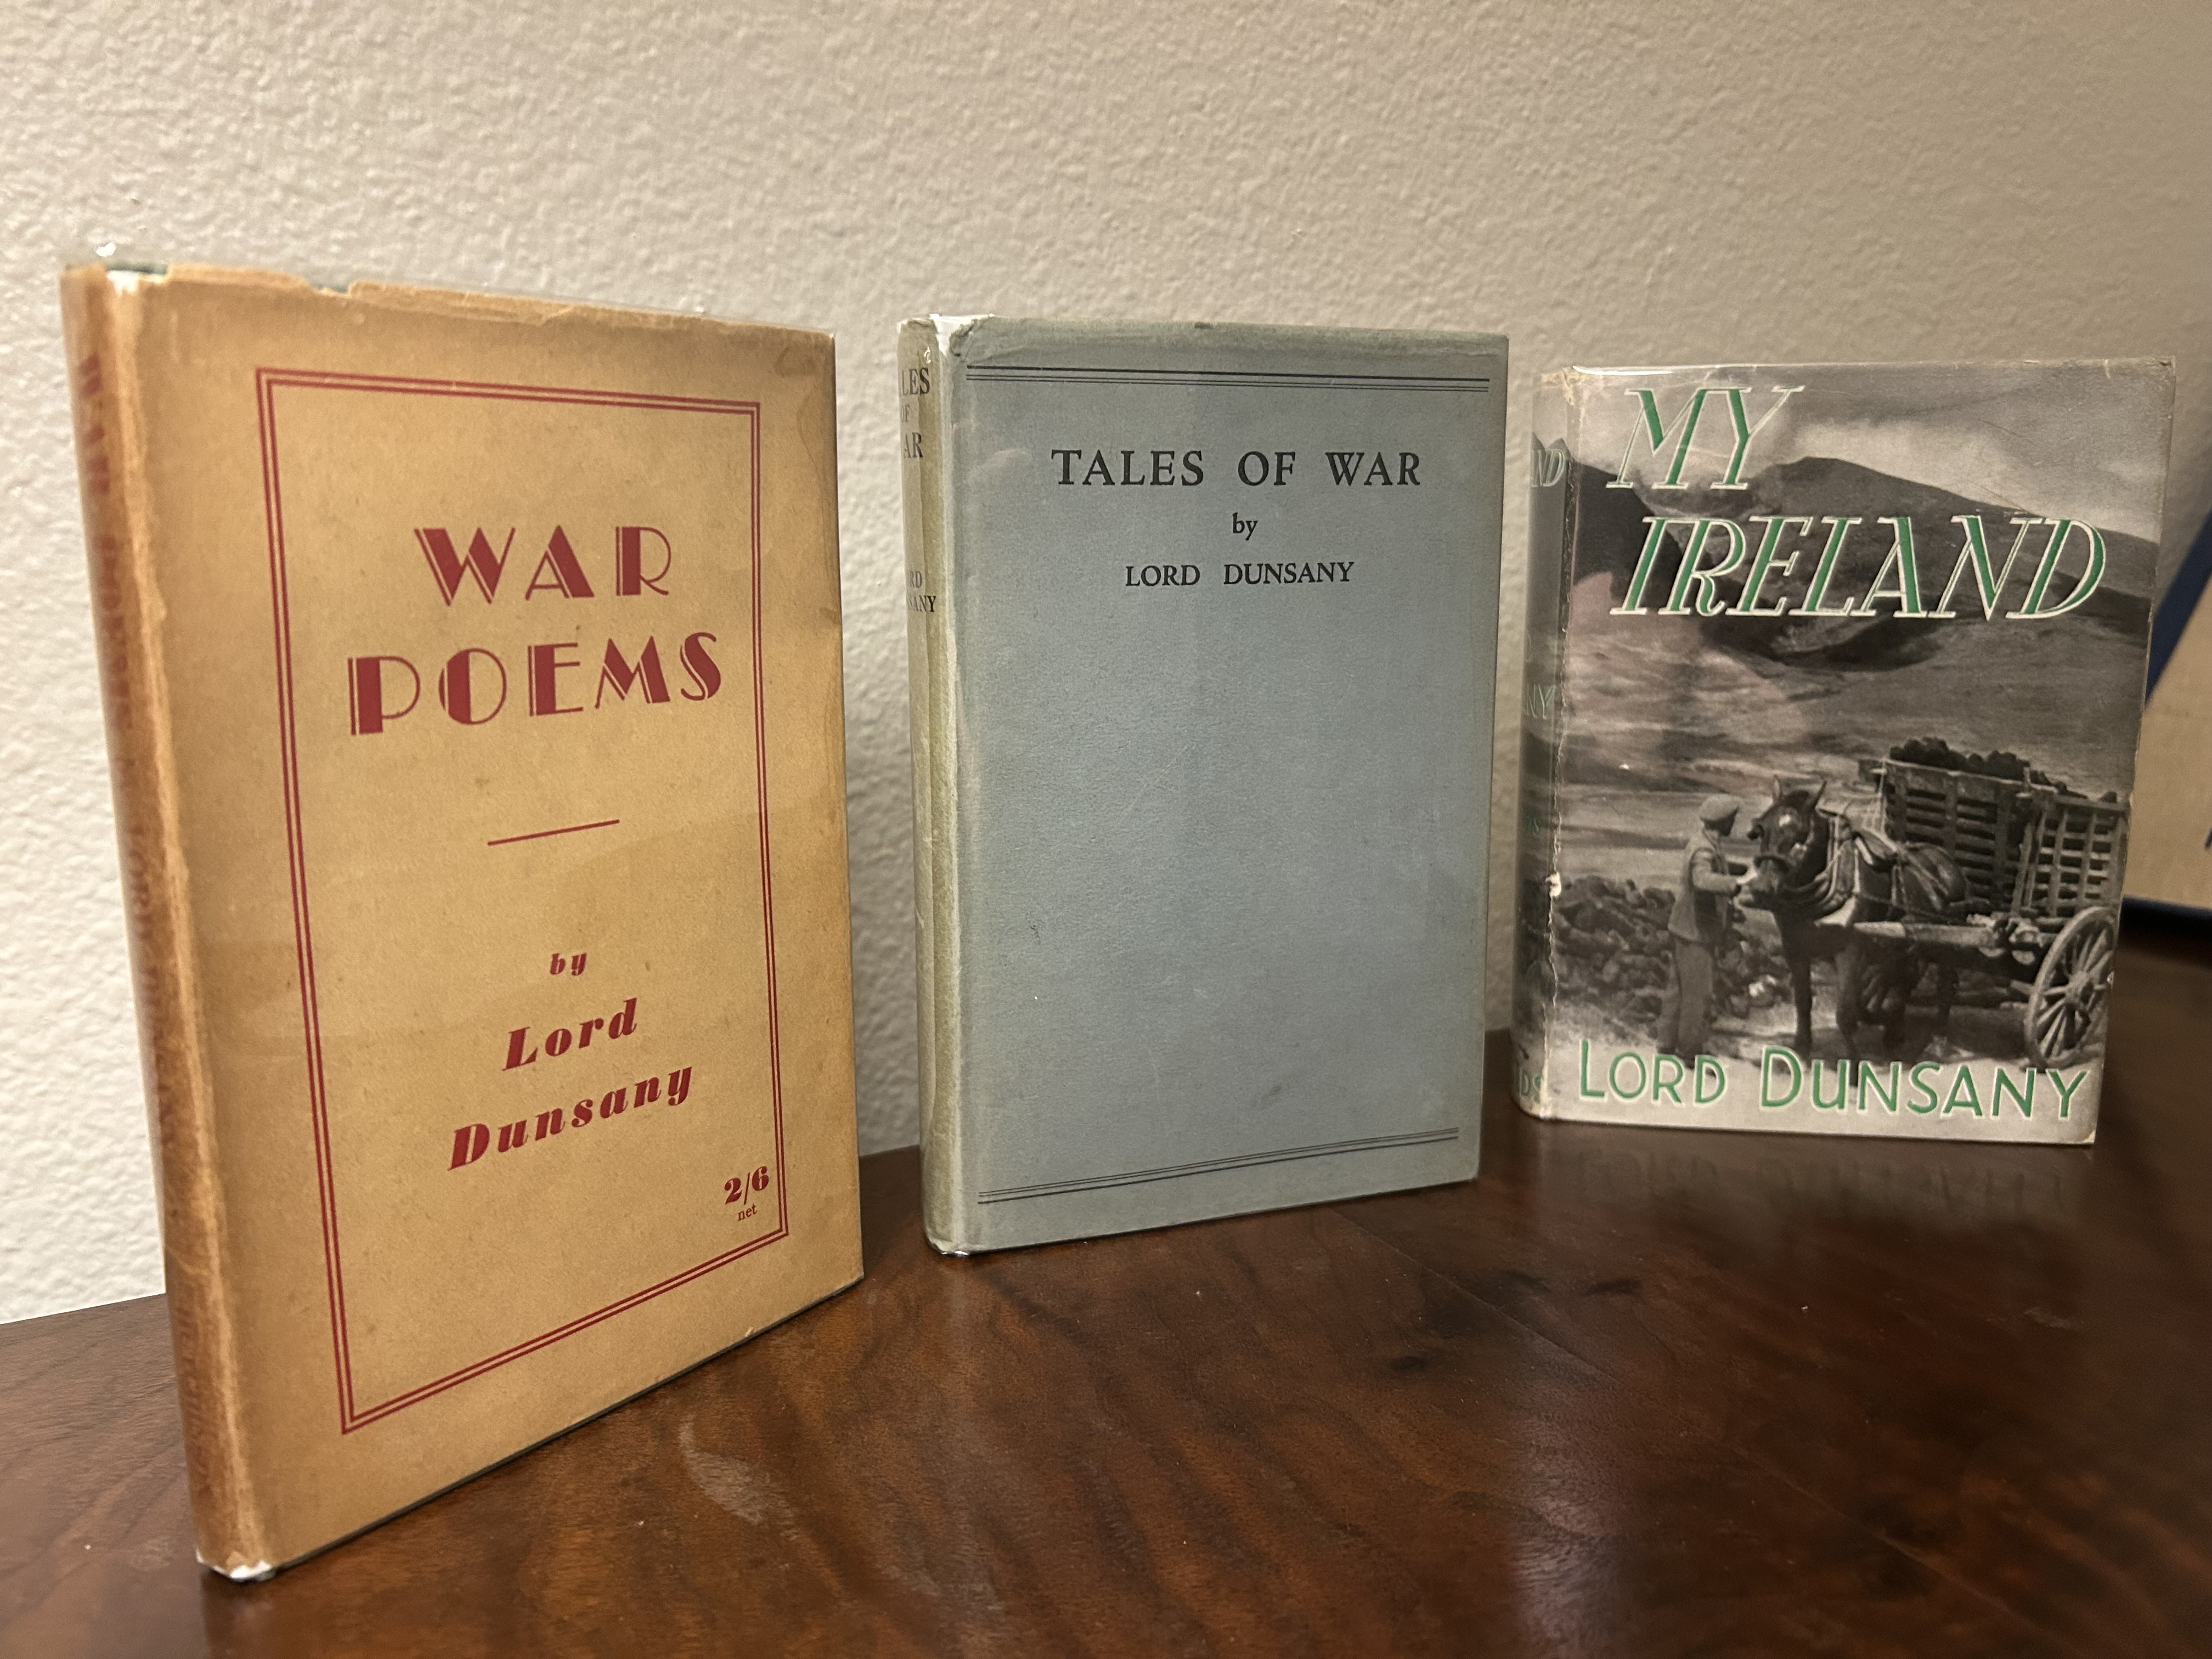 WAR
POEMS
by
Lord
Dunsany
2/6
net
TALES OF WAR
by
LORD DUNSANY
MY
IRELAND
LORD DUNSANY